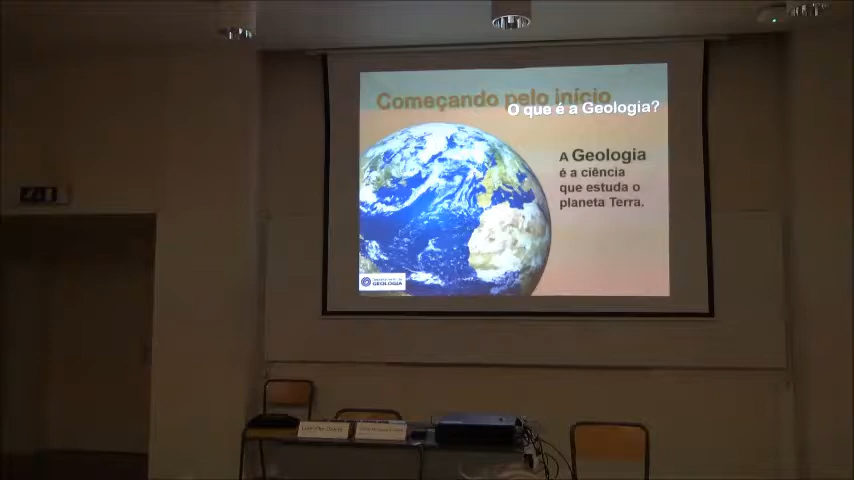 Começando pelo início
O que é a Geologia?
A Geologia
é a ciência
que estuda o
planeta Terra.
GEOLOGIA